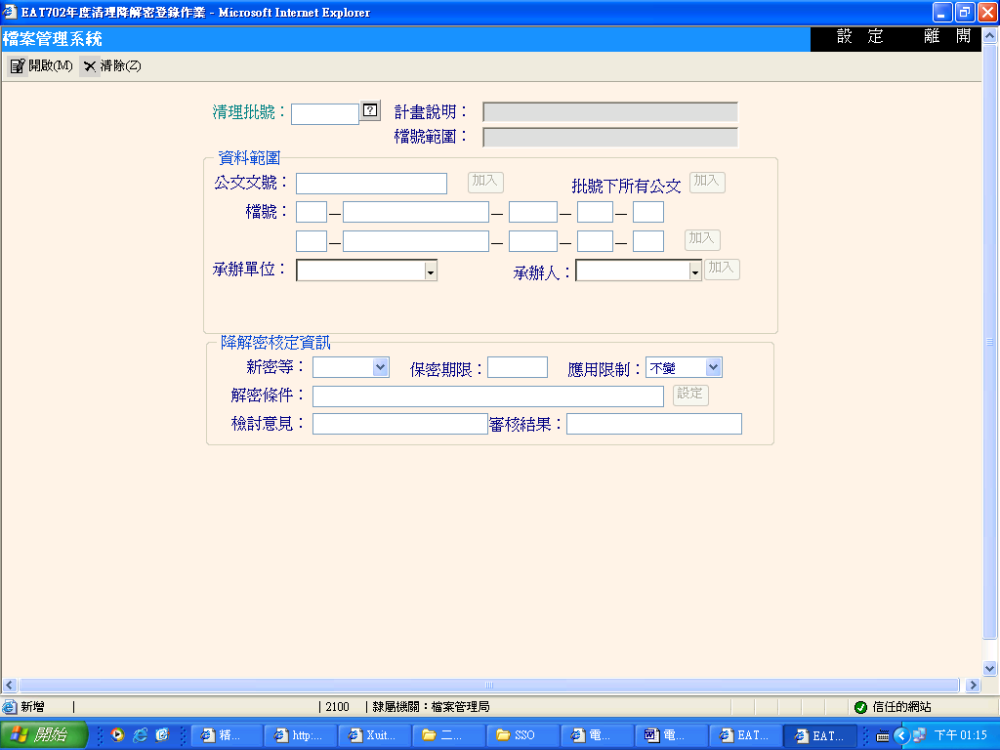 EAT702年度清理降解密登錄作業 - Microsoft Internet Explorer
檔案管理系統 設 定 離 開
開啟(M) 清除(Z)
清理批號： ? 計畫說明：
檔號範圍：
資料範圍
公文文號： 加入 批號下所有公文 加入
檔號： — — — —
— — — — 加入
承辦單位： 承辦人： 加入
降解密核定資訊
新密等： 保密期限： 應用限制： 不變
解密條件： 設定
檢討意見： 審核結果：
新增 | | 2100 | 隸屬機關：檔案管理局 信任的網站
開始 精... http:... Xuit... 二... SSO 電... 電... EAT... EAT... 下午 01:15